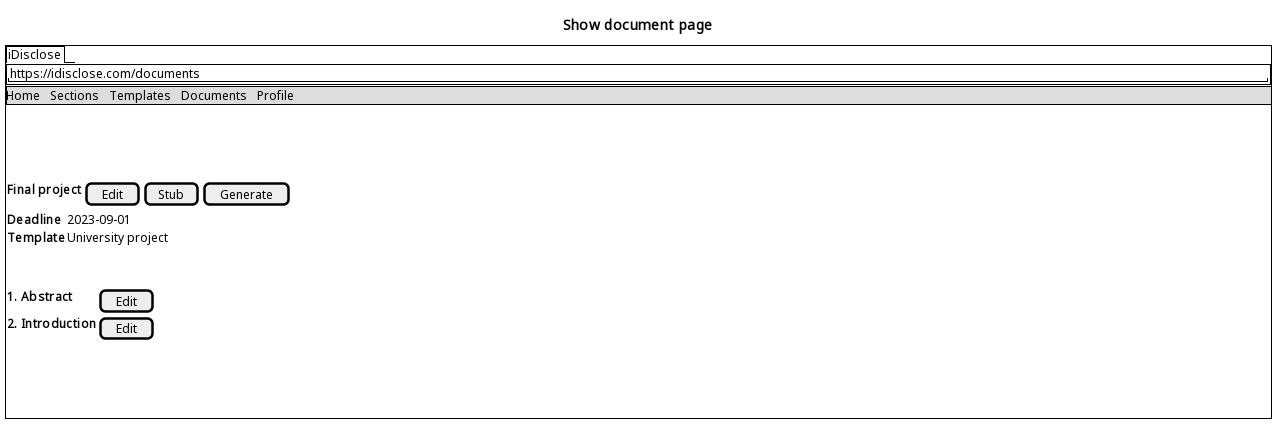 Show document page
iDisclose
https://idisclose.com/documents
Home Sections Templates Documents Profile
Final project Edit Stub Generate
Deadline 2023-09-01
Template University project
1. Abstract Edit
2. Introduction Edit